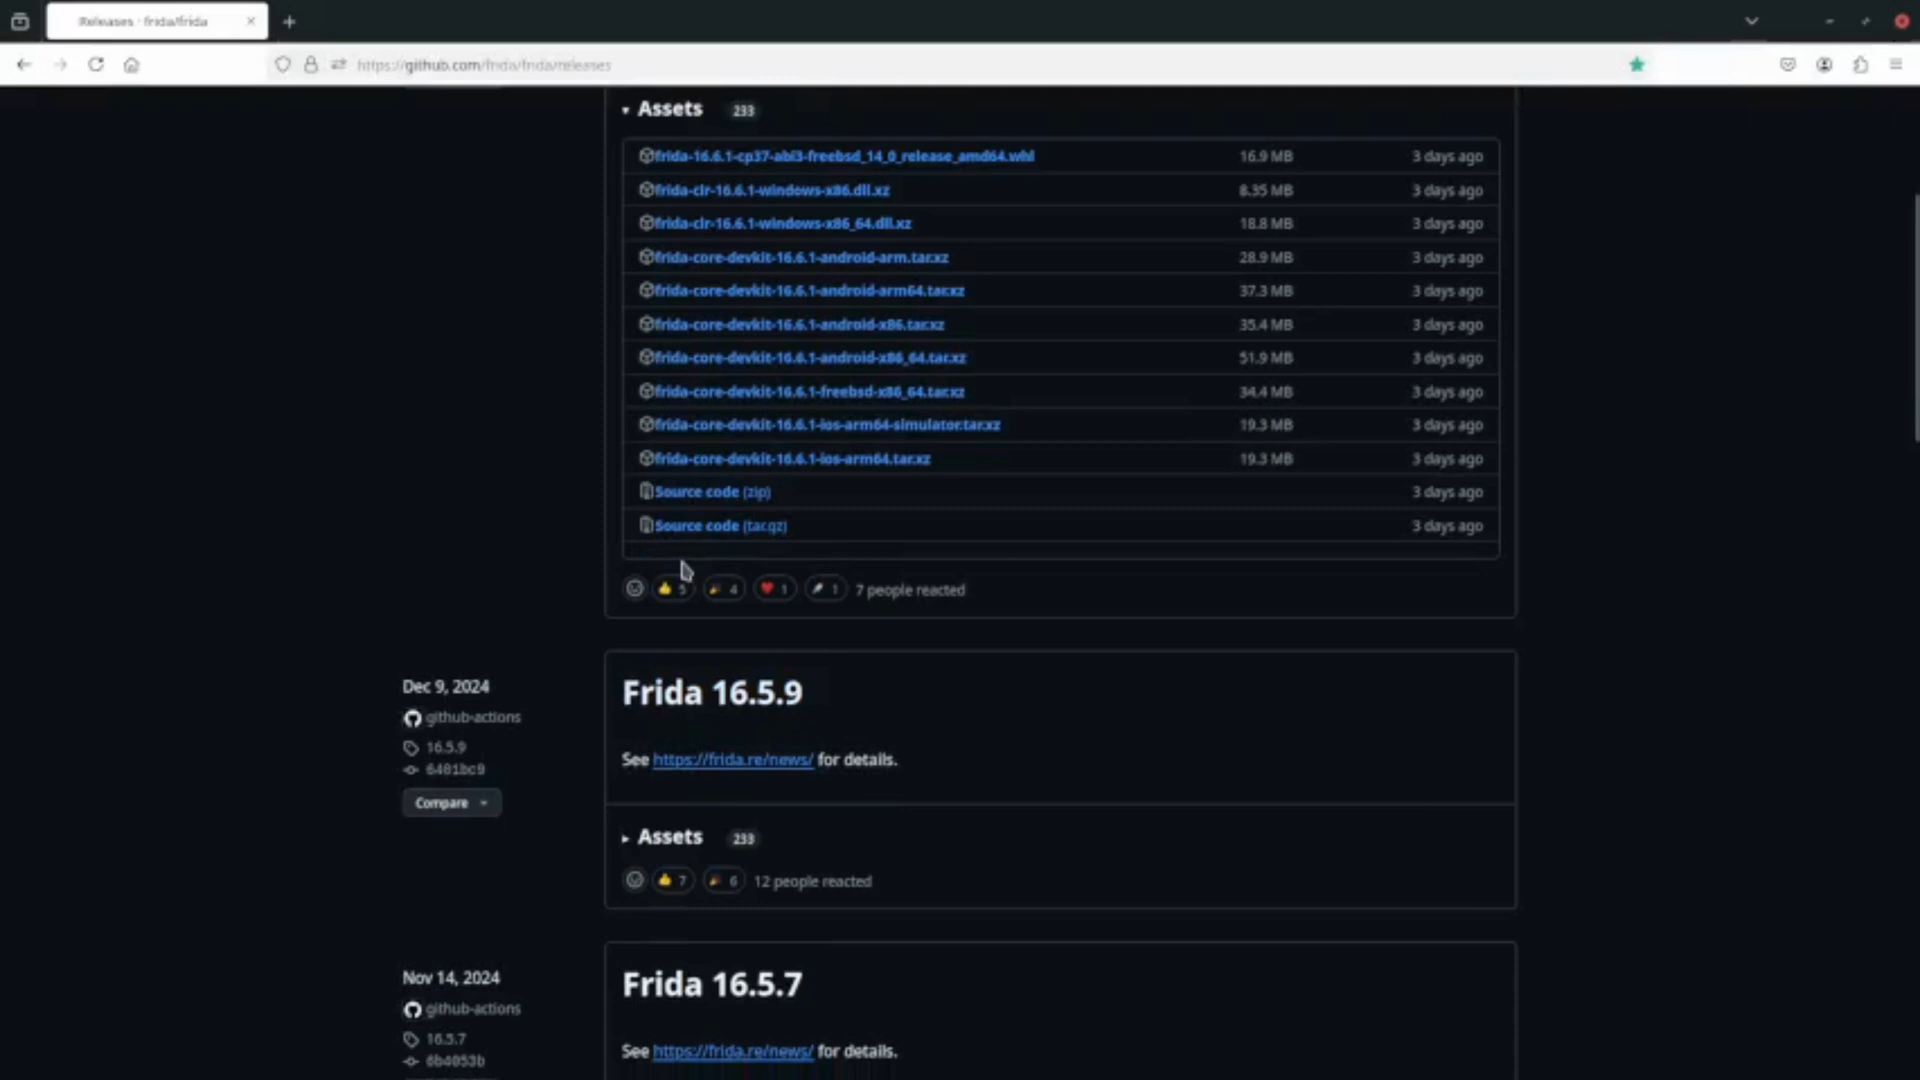 Releases · frida/frida
https://github.com/frida/frida/releases
Assets 233
frida-16.6.1-cp37-abi3-freebsd_14_0_release_amd64.whl 16.9 MB 3 days ago
frida-clr-16.6.1-windows-x86.dll.xz 8.35 MB 3 days ago
frida-clr-16.6.1-windows-x86_64.dll.xz 18.8 MB 3 days ago
frida-core-devkit-16.6.1-android-arm.tar.xz 28.9 MB 3 days ago
frida-core-devkit-16.6.1-android-arm64.tar.xz 37.3 MB 3 days ago
frida-core-devkit-16.6.1-android-x86.tar.xz 35.4 MB 3 days ago
frida-core-devkit-16.6.1-android-x86_64.tar.xz 51.9 MB 3 days ago
frida-core-devkit-16.6.1-freebsd-x86_64.tar.xz 34.4 MB 3 days ago
frida-core-devkit-16.6.1-ios-arm64-simulator.tar.xz 19.3 MB 3 days ago
frida-core-devkit-16.6.1-ios-arm64.tar.xz 19.3 MB 3 days ago
Source code (zip) 3 days ago
Source code (tar.gz) 3 days ago
5 4 1 1 7 people reacted
Dec 9, 2024
github-actions
16.5.9
6481bc9
Compare
Frida 16.5.9
See https://frida.re/news/ for details.
Assets 233
7 6 12 people reacted
Nov 14, 2024
github-actions
16.5.7
6b4053b
Frida 16.5.7
See https://frida.re/news/ for details.